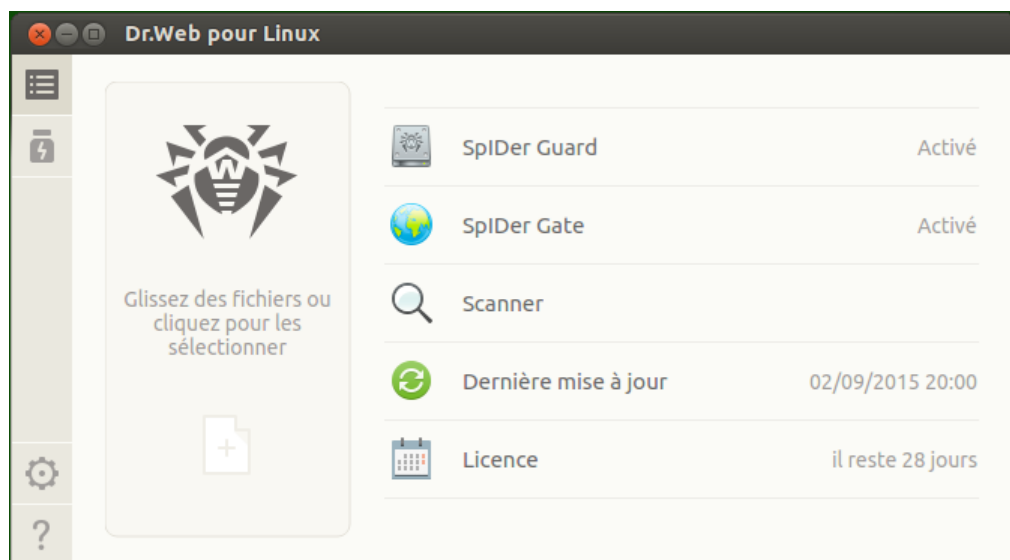 Dr.Web pour Linux
Glissez des fichiers ou
cliquez pour les
sélectionner
SpIDer Guard Activé
SpIDer Gate Activé
Scanner
Dernière mise à jour 02/09/2015 20:00
Licence il reste 28 jours
?